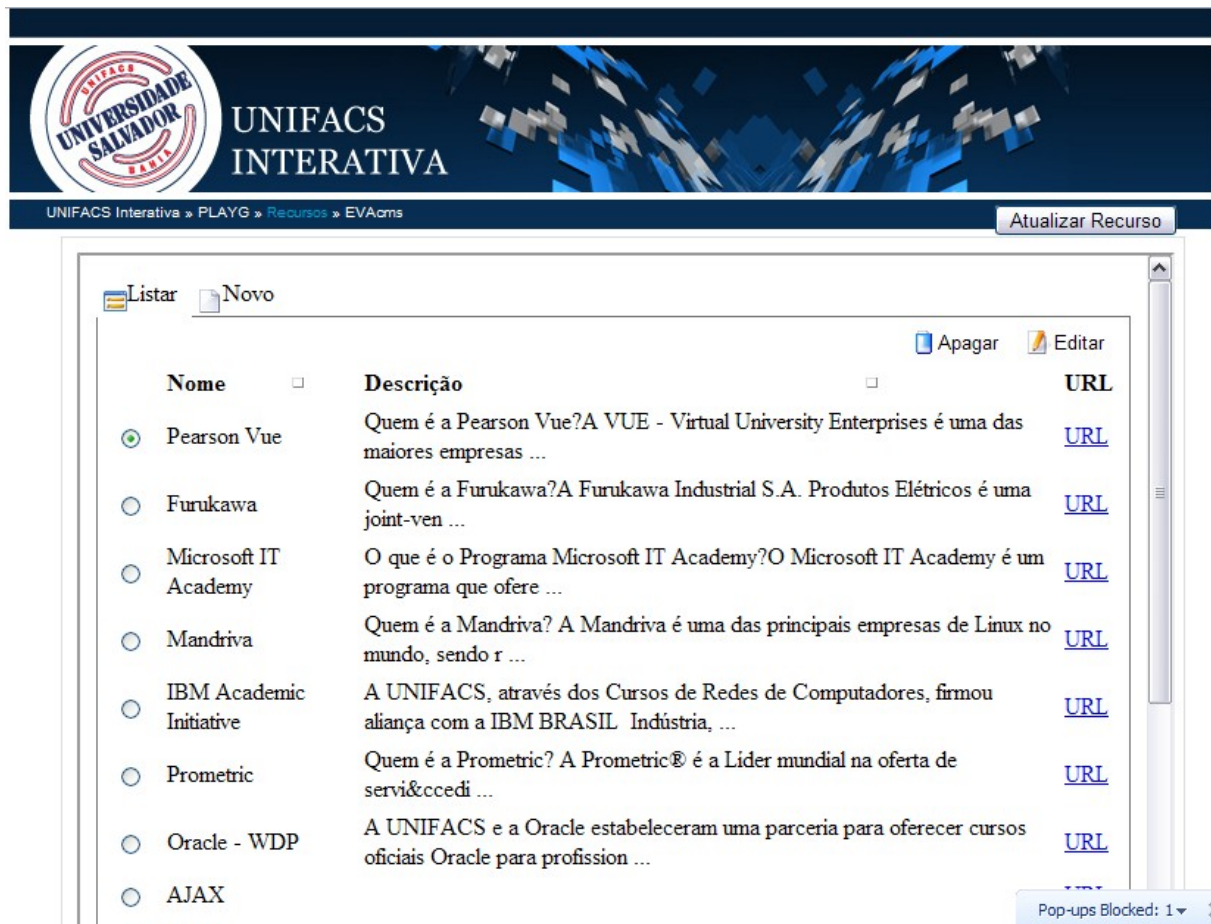 UNIFACS
UNIVERSIDADE
SALVADOR
BAHIA
UNIFACS
INTERATIVA
UNIFACS Interativa » PLAYG » Recursos » EVAcms
Atualizar Recurso
Listar Novo
Apagar Editar
Nome Descrição URL
Pearson Vue Quem é a Pearson Vue?A VUE - Virtual University Enterprises é uma das URL
maiores empresas ...
Furukawa Quem é a Furukawa?A Furukawa Industrial S.A. Produtos Elétricos é uma URL
joint-ven ...
Microsoft IT O que é o Programa Microsoft IT Academy?O Microsoft IT Academy é um URL
Academy programa que ofere ...
Mandriva Quem é a Mandriva? A Mandriva é uma das principais empresas de Linux no URL
mundo, sendo r ...
IBM Academic A UNIFACS, através dos Cursos de Redes de Computadores, firmou URL
Initiative aliança com a IBM BRASIL Indústria, ...
Prometric Quem é a Prometric? A Prometric® é a Líder mundial na oferta de URL
servi&ccedi ...
Oracle - WDP A UNIFACS e a Oracle estabeleceram uma parceria para oferecer cursos URL
oficiais Oracle para profission ...
AJAX
Pop-ups Blocked: 1